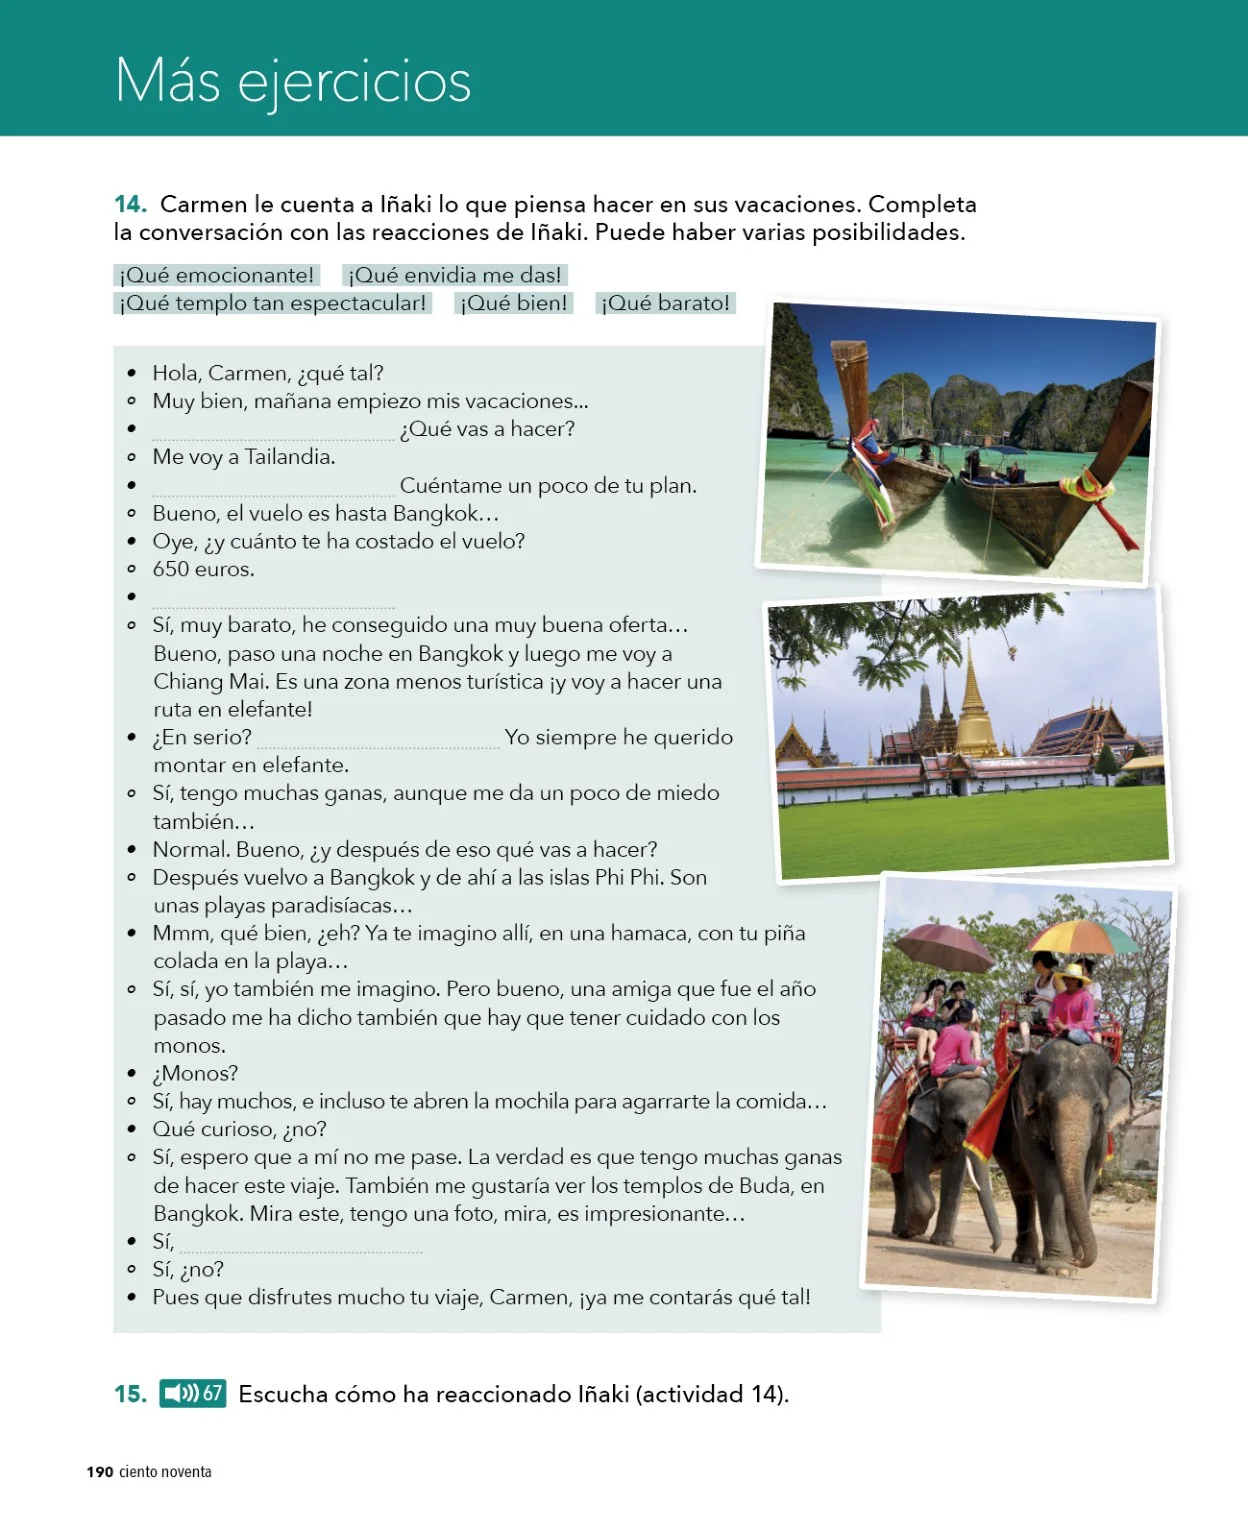 Más ejercicios
14. Carmen le cuenta a Iñaki lo que piensa hacer en sus vacaciones. Completa
la conversación con las reacciones de Iñaki. Puede haber varias posibilidades.
¡Qué emocionante! ¡Qué envidia me das!
¡Qué templo tan espectacular! ¡Qué bien! ¡Qué barato!
• Hola, Carmen, ¿qué tal?
∘ Muy bien, mañana empiezo mis vacaciones...
• ¿Qué vas a hacer?
∘ Me voy a Tailandia.
• Cuéntame un poco de tu plan.
∘ Bueno, el vuelo es hasta Bangkok…
• Oye, ¿y cuánto te ha costado el vuelo?
∘ 650 euros.
•
∘ Sí, muy barato, he conseguido una muy buena oferta…
Bueno, paso una noche en Bangkok y luego me voy a
Chiang Mai. Es una zona menos turística ¡y voy a hacer una
ruta en elefante!
• ¿En serio? Yo siempre he querido
montar en elefante.
∘ Sí, tengo muchas ganas, aunque me da un poco de miedo
también…
• Normal. Bueno, ¿y después de eso qué vas a hacer?
∘ Después vuelvo a Bangkok y de ahí a las islas Phi Phi. Son
unas playas paradisíacas…
• Mmm, qué bien, ¿eh? Ya te imagino allí, en una hamaca, con tu piña
colada en la playa…
∘ Sí, sí, yo también me imagino. Pero bueno, una amiga que fue el año
pasado me ha dicho también que hay que tener cuidado con los
monos.
• ¿Monos?
∘ Sí, hay muchos, e incluso te abren la mochila para agarrarte la comida…
• Qué curioso, ¿no?
∘ Sí, espero que a mí no me pase. La verdad es que tengo muchas ganas
de hacer este viaje. También me gustaría ver los templos de Buda, en
Bangkok. Mira este, tengo una foto, mira, es impresionante…
• Sí,
∘ Sí, ¿no?
• Pues que disfrutes mucho tu viaje, Carmen, ¡ya me contarás qué tal!
15. 67 Escucha cómo ha reaccionado Iñaki (actividad 14).
190 ciento noventa